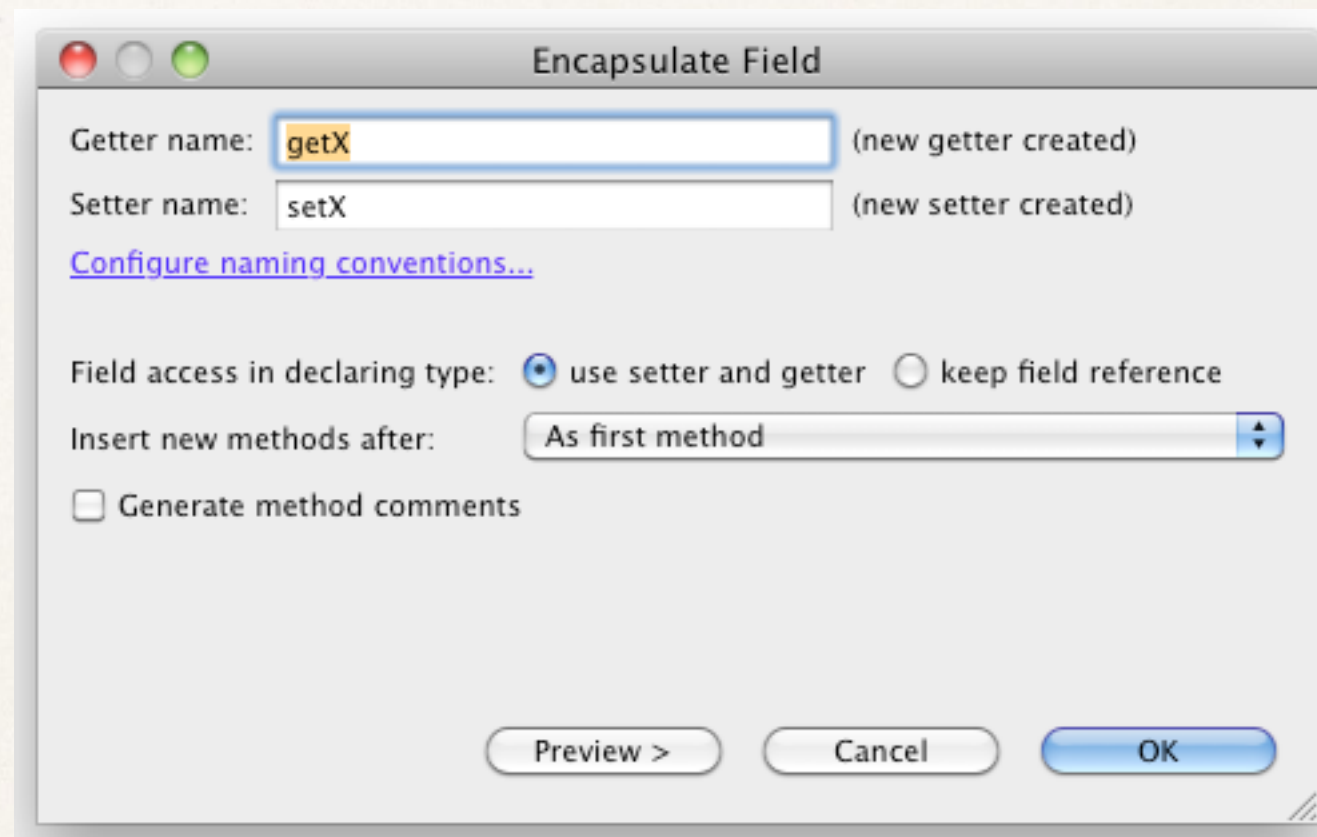 Encapsulate Field
Getter name: getX (new getter created)
Setter name: setX (new setter created)
Configure naming conventions...
Field access in declaring type: use setter and getter keep field reference
Insert new methods after: As first method
Generate method comments
Preview > Cancel OK